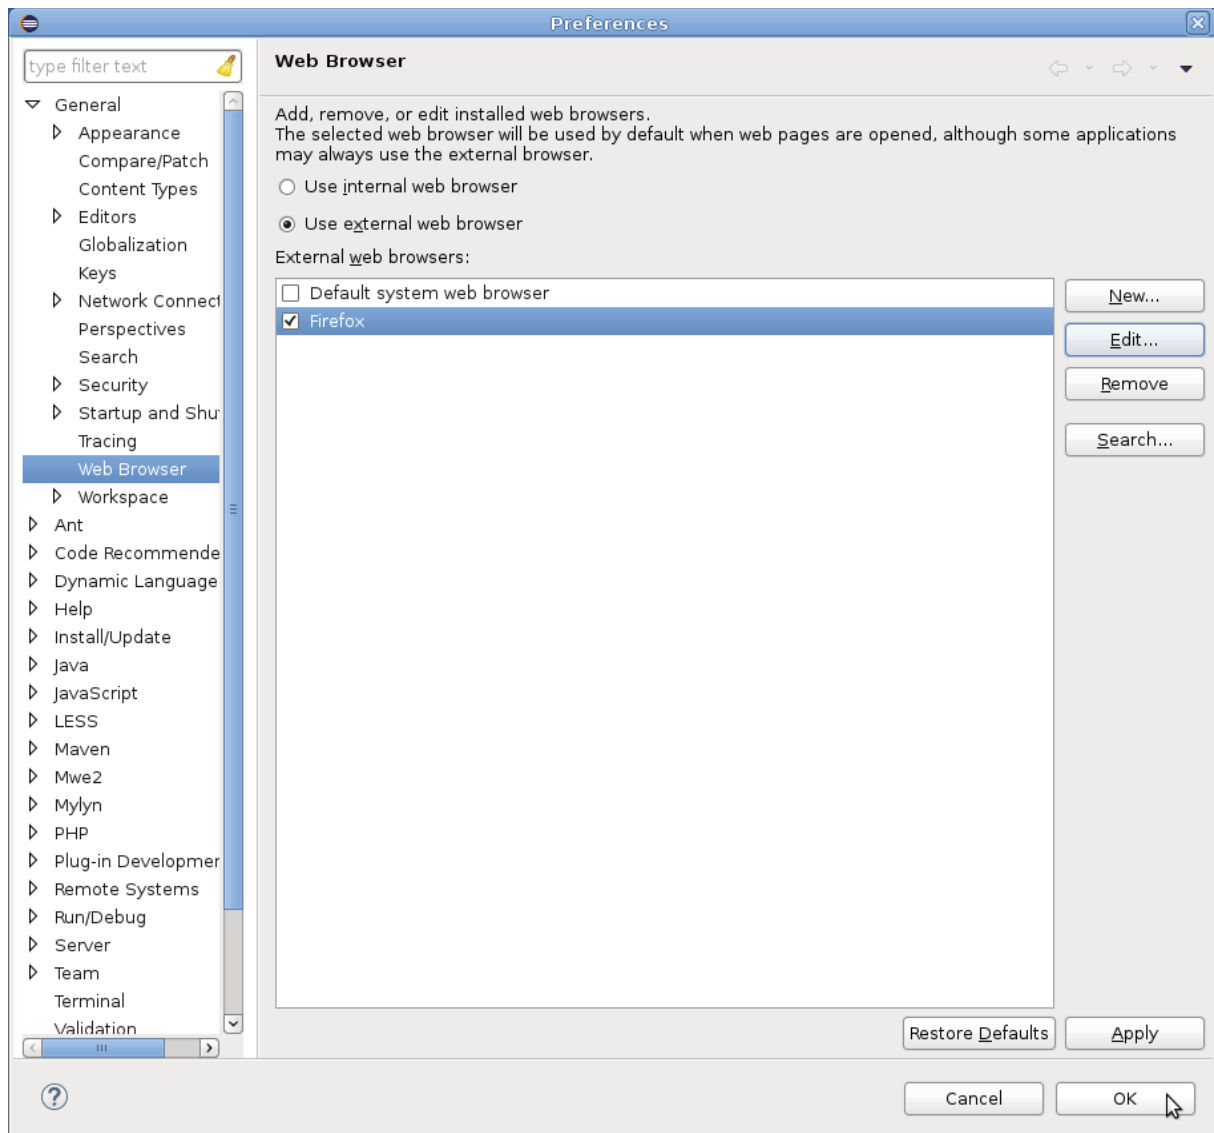 Preferences
type filter text
General
Appearance
Compare/Patch
Content Types
Editors
Globalization
Keys
Network Connect
Perspectives
Search
Security
Startup and Shu
Tracing
Web Browser
Workspace
Ant
Code Recommende
Dynamic Language
Help
Install/Update
Java
JavaScript
LESS
Maven
Mwe2
Mylyn
PHP
Plug-in Developmer
Remote Systems
Run/Debug
Server
Team
Terminal
Validation
Web Browser
Add, remove, or edit installed web browsers.
The selected web browser will be used by default when web pages are opened, although some applications
may always use the external browser.
Use internal web browser
Use external web browser
External web browsers:
Default system web browser
Firefox
New...
Edit...
Remove
Search...
Restore Defaults
Apply
?
Cancel
OK